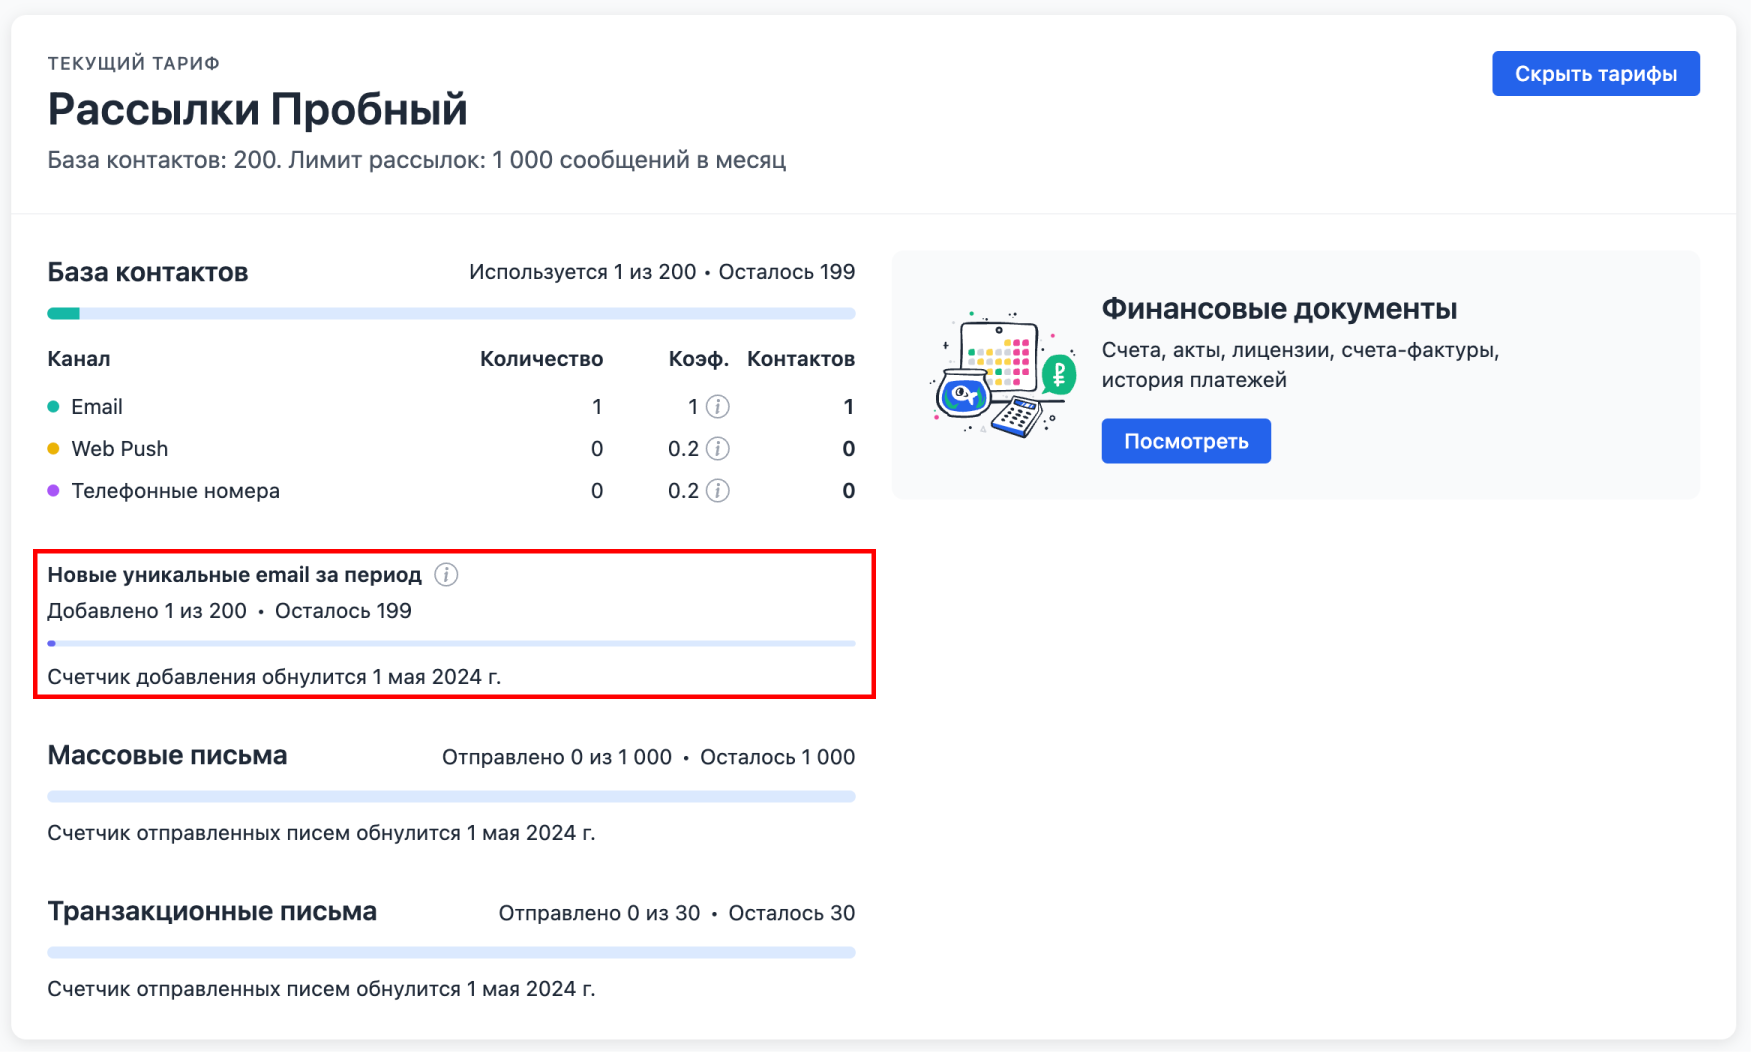 ТЕКУЩИЙ ТАРИФ
Скрыть тарифы
Рассылки Пробный
База контактов: 200. Лимит рассылок: 1 000 сообщений в месяц
База контактов
Используется 1 из 200 • Осталось 199
Канал Количество Коэф. Контактов
Email 1 1 i 1
Web Push 0 0.2 i 0
Телефонные номера 0 0.2 i 0
Финансовые документы
Счета, акты, лицензии, счета-фактуры,
история платежей
₽
Посмотреть
Новые уникальные email за период i
Добавлено 1 из 200 • Осталось 199
Счетчик добавления обнулится 1 мая 2024 г.
Массовые письма
Отправлено 0 из 1 000 • Осталось 1 000
Счетчик отправленных писем обнулится 1 мая 2024 г.
Транзакционные письма
Отправлено 0 из 30 • Осталось 30
Счетчик отправленных писем обнулится 1 мая 2024 г.